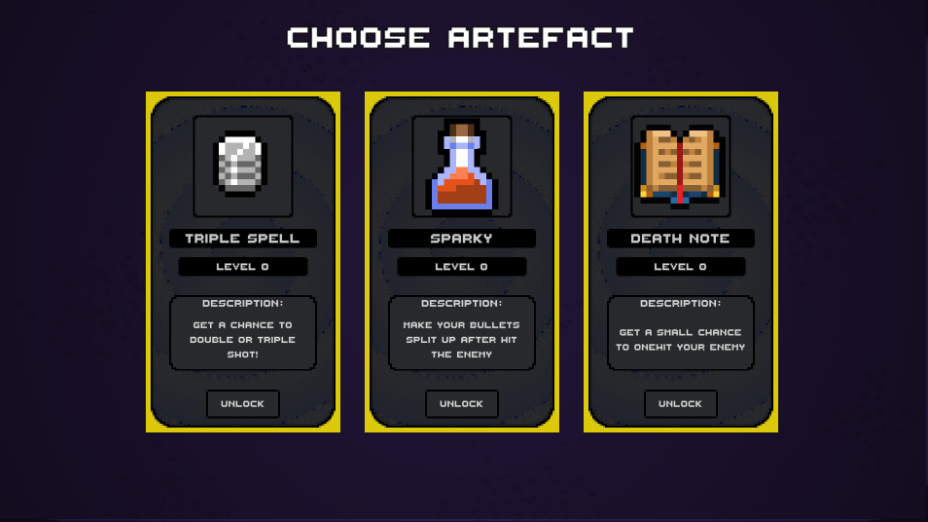 CHOOSE ARTEFACT
TRIPLE SPELL
LEVEL 0
DESCRIPTION:
GET A CHANCE TO
DOUBLE OR TRIPLE
SHOT!
UNLOCK
SPARKY
LEVEL 0
DESCRIPTION:
MAKE YOUR BULLETS
SPLIT UP AFTER HIT
THE ENEMY
UNLOCK
DEATH NOTE
LEVEL 0
DESCRIPTION:
GET A SMALL CHANCE
TO ONEHIT YOUR ENEMY
UNLOCK